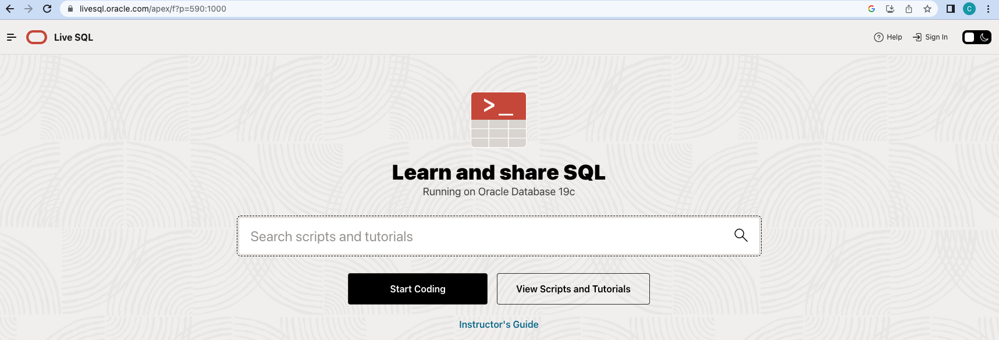 livesql.oracle.com/apex/f?p=590:1000
C
Live SQL
Help
Sign In
>_
Learn and share SQL
Running on Oracle Database 19c
Search scripts and tutorials
Start Coding
View Scripts and Tutorials
Instructor's Guide